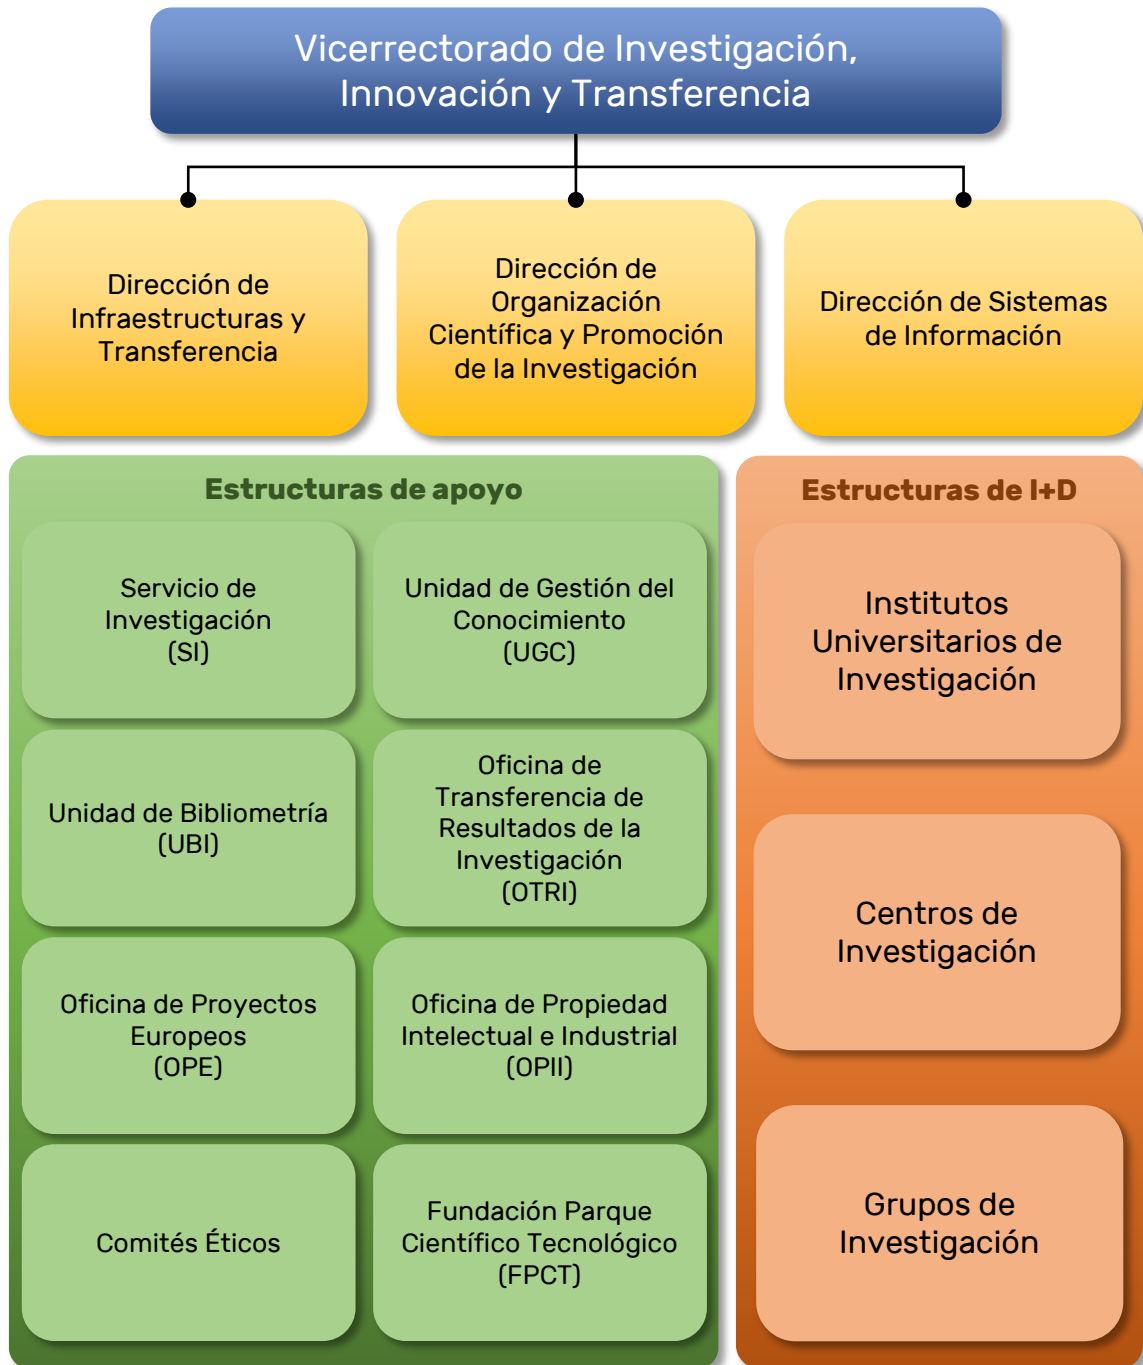 Vicerrectorado de Investigación,
Innovación y Transferencia
Dirección de
Infraestructuras y
Transferencia
Dirección de
Organización
Científica y Promoción
de la Investigación
Dirección de Sistemas
de Información
Estructuras de apoyo
Servicio de
Investigación
(SI)
Unidad de Gestión del
Conocimiento
(UGC)
Unidad de Bibliometría
(UBI)
Oficina de
Transferencia de
Resultados de la
Investigación
(OTRI)
Oficina de Proyectos
Europeos
(OPE)
Oficina de Propiedad
Intelectual e Industrial
(OPII)
Comités Éticos
Fundación Parque
Científico Tecnológico
(FPCT)
Estructuras de I+D
Institutos
Universitarios de
Investigación
Centros de
Investigación
Grupos de
Investigación